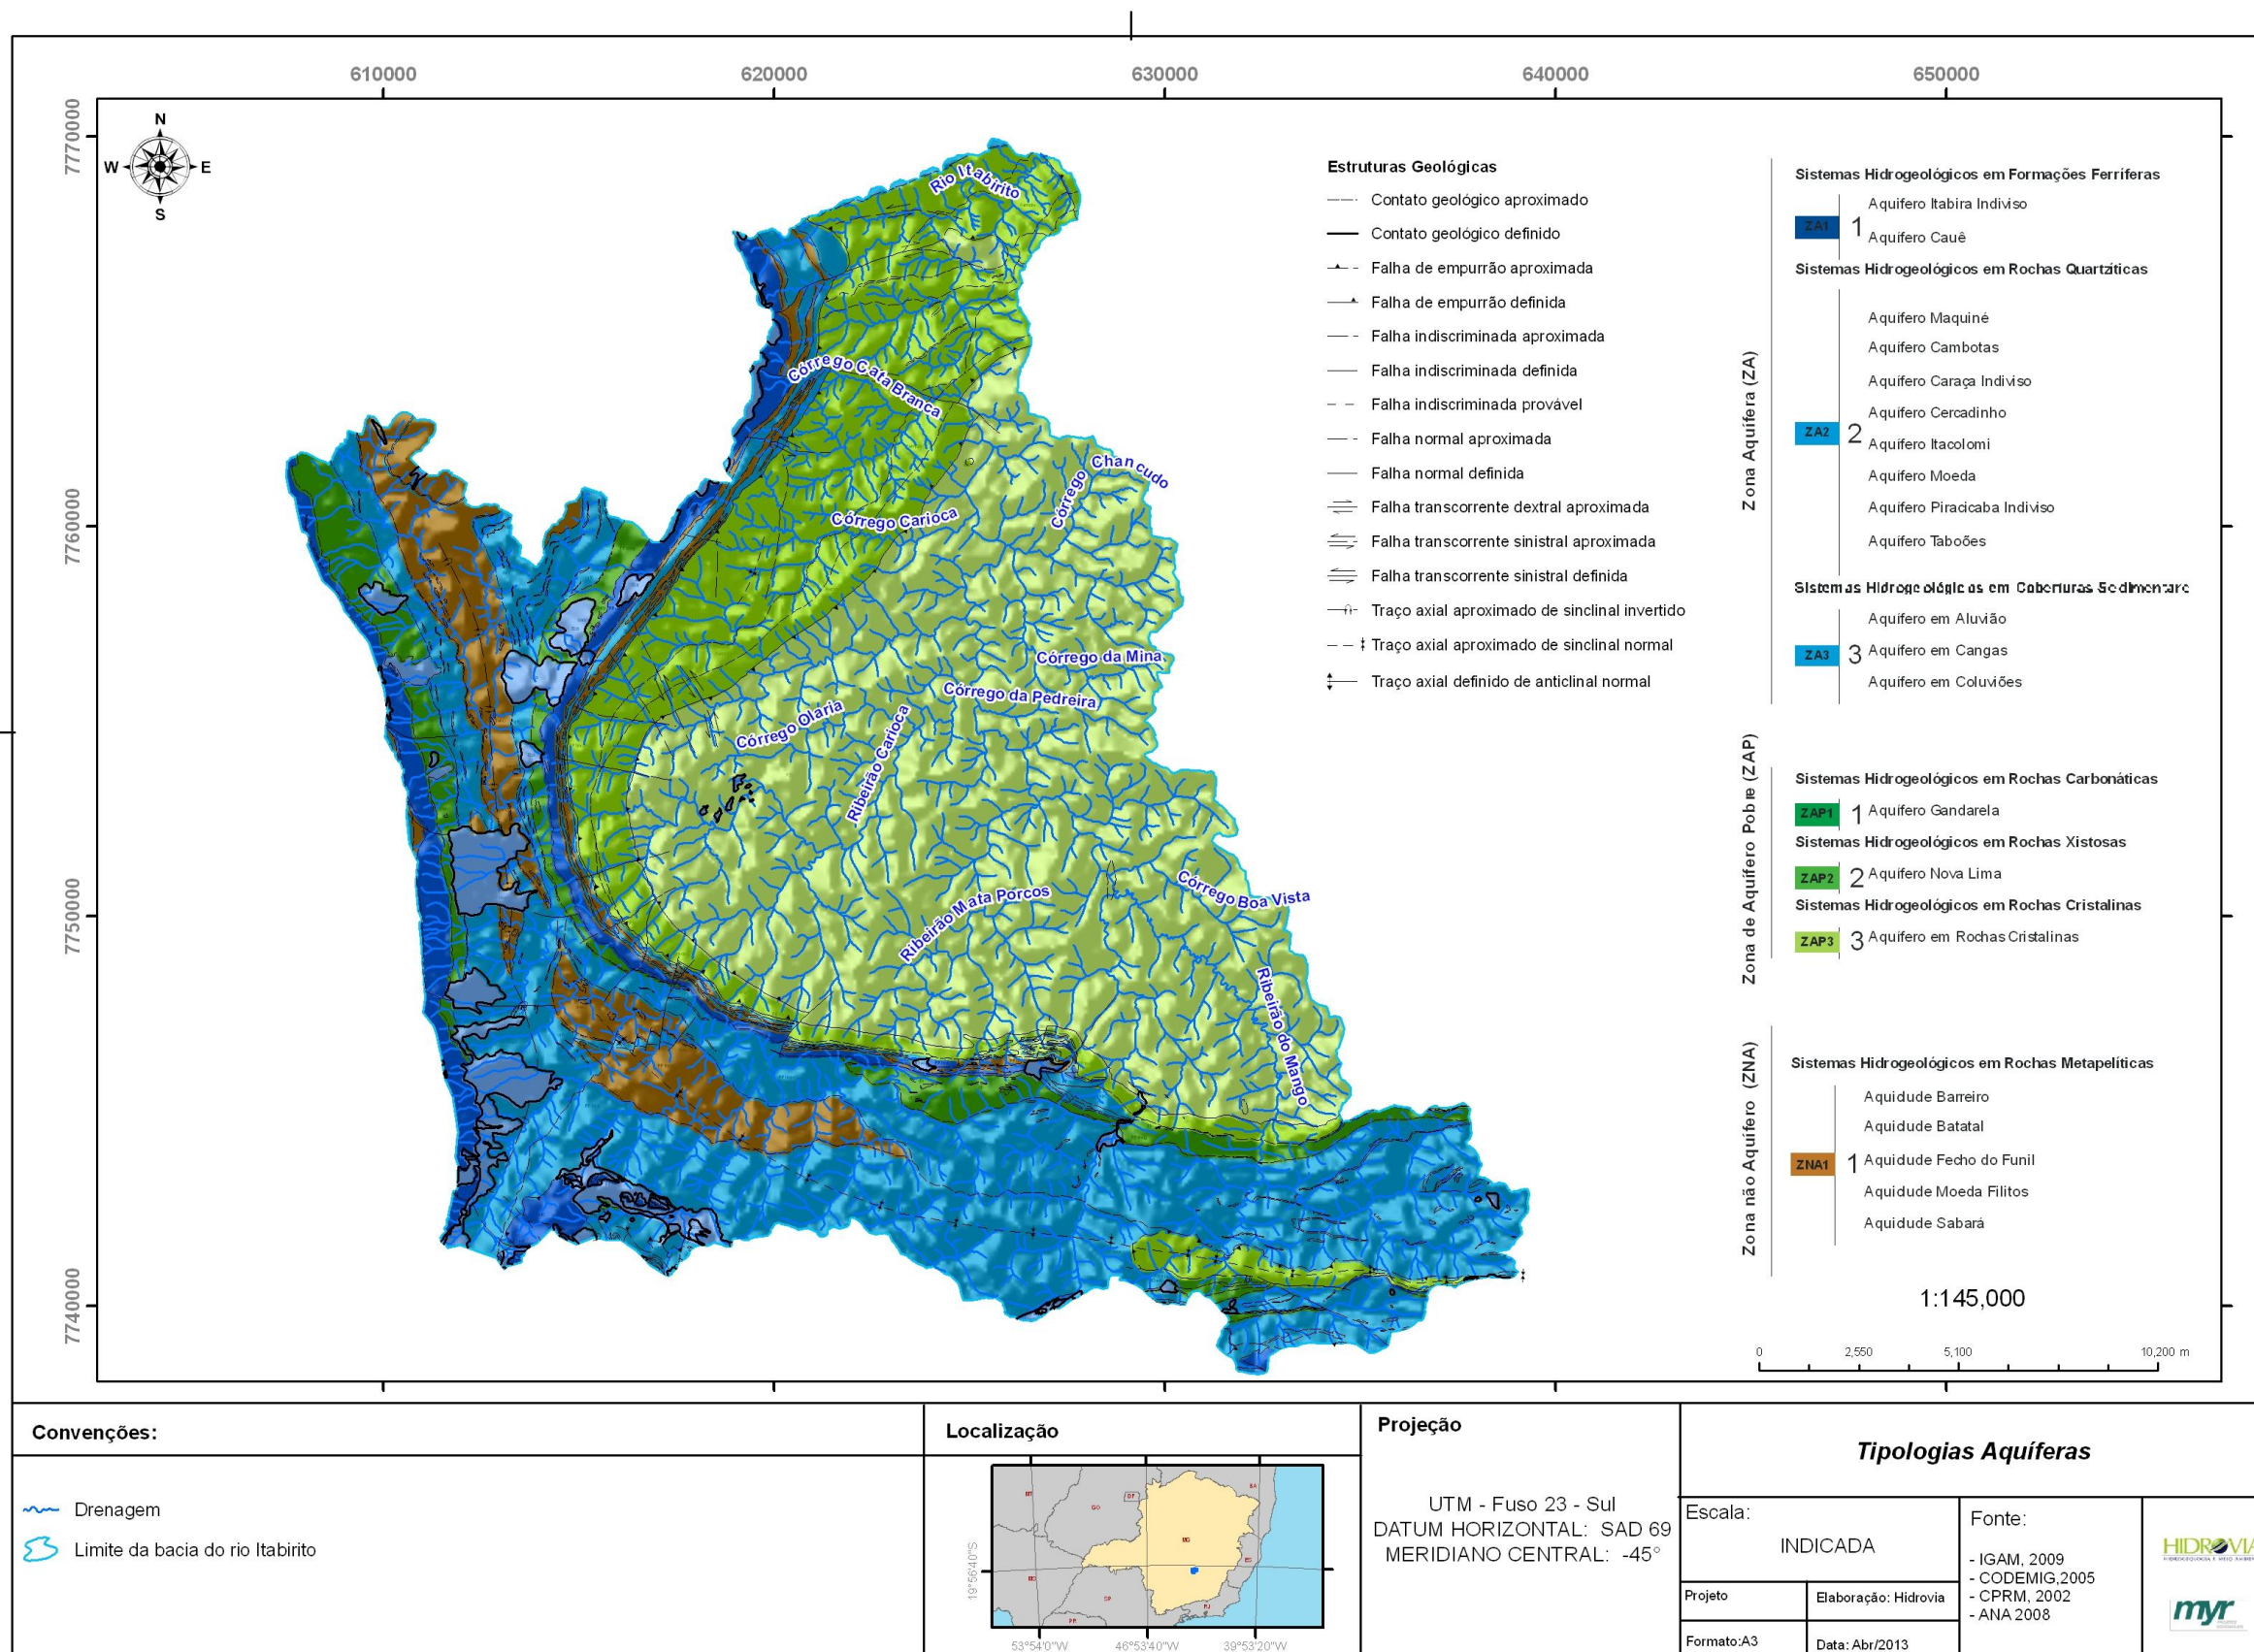 610000
620000
630000
640000
650000
7770000
7760000
7750000
7740000
N
W
E
S
Rio Itabirito
Córrego Cata Branca
Córrego Chancudo
Córrego Carioca
Córrego da Mina
Córrego da Pedreira
Córrego Olaria
Ribeirão Carioca
Ribeirão Mata Porcos
Córrego Boa Vista
Ribeirão do Mango
Estruturas Geológicas
Contato geológico aproximado
Contato geológico definido
Falha de empurrão aproximada
Falha de empurrão definida
Falha indiscriminada aproximada
Falha indiscriminada definida
Falha indiscriminada provável
Falha normal aproximada
Falha normal definida
Falha transcorrente dextral aproximada
Falha transcorrente sinistral aproximada
Falha transcorrente sinistral definida
Traço axial aproximado de sinclinal invertido
Traço axial aproximado de sinclinal normal
Traço axial definido de anticlinal normal
Zona Aquífera (ZA)
Sistemas Hidrogeológicos em Formações Ferríferas
ZA1
1
Aquífero Itabira Indiviso
Aquífero Cauê
Sistemas Hidrogeológicos em Rochas Quartzíticas
ZA2
2
Aquífero Maquiné
Aquífero Cambotas
Aquífero Caraça Indiviso
Aquífero Cercadinho
Aquífero Itacolomi
Aquífero Moeda
Aquífero Piracicaba Indiviso
Aquífero Taboões
Sistemas Hidrogeológicos em Coberturas Sedimentare
ZA3
3
Aquífero em Aluvião
Aquífero em Cangas
Aquífero em Coluviões
Zona de Aquífero Pobre (ZAP)
Sistemas Hidrogeológicos em Rochas Carbonáticas
ZAP1
1
Aquífero Gandarela
Sistemas Hidrogeológicos em Rochas Xistosas
ZAP2
2
Aquífero Nova Lima
Sistemas Hidrogeológicos em Rochas Cristalinas
ZAP3
3
Aquífero em Rochas Cristalinas
Zona não Aquífero (ZNA)
Sistemas Hidrogeológicos em Rochas Metapelíticas
ZNA1
1
Aquidude Barreiro
Aquidude Batatal
Aquidude Fecho do Funil
Aquidude Moeda Filitos
Aquidude Sabará
1:145,000
0 2,550 5,100 10,200 m
Convenções:
Drenagem
Limite da bacia do rio Itabirito
Localização
GO
DF
BA
MG
ES
SP
RJ
PR
19°56'40"S
53°54'0"W
46°53'40"W
39°53'20"W
Projeção
UTM - Fuso 23 - Sul
DATUM HORIZONTAL: SAD 69
MERIDIANO CENTRAL: -45°
Tipologias Aquíferas
Escala:
INDICADA
Projeto
Elaboração: Hidrovia
Formato:A3
Data: Abr/2013
Fonte:
- IGAM, 2009
- CODEMIG,2005
- CPRM, 2002
- ANA 2008
HIDROVIA
myr